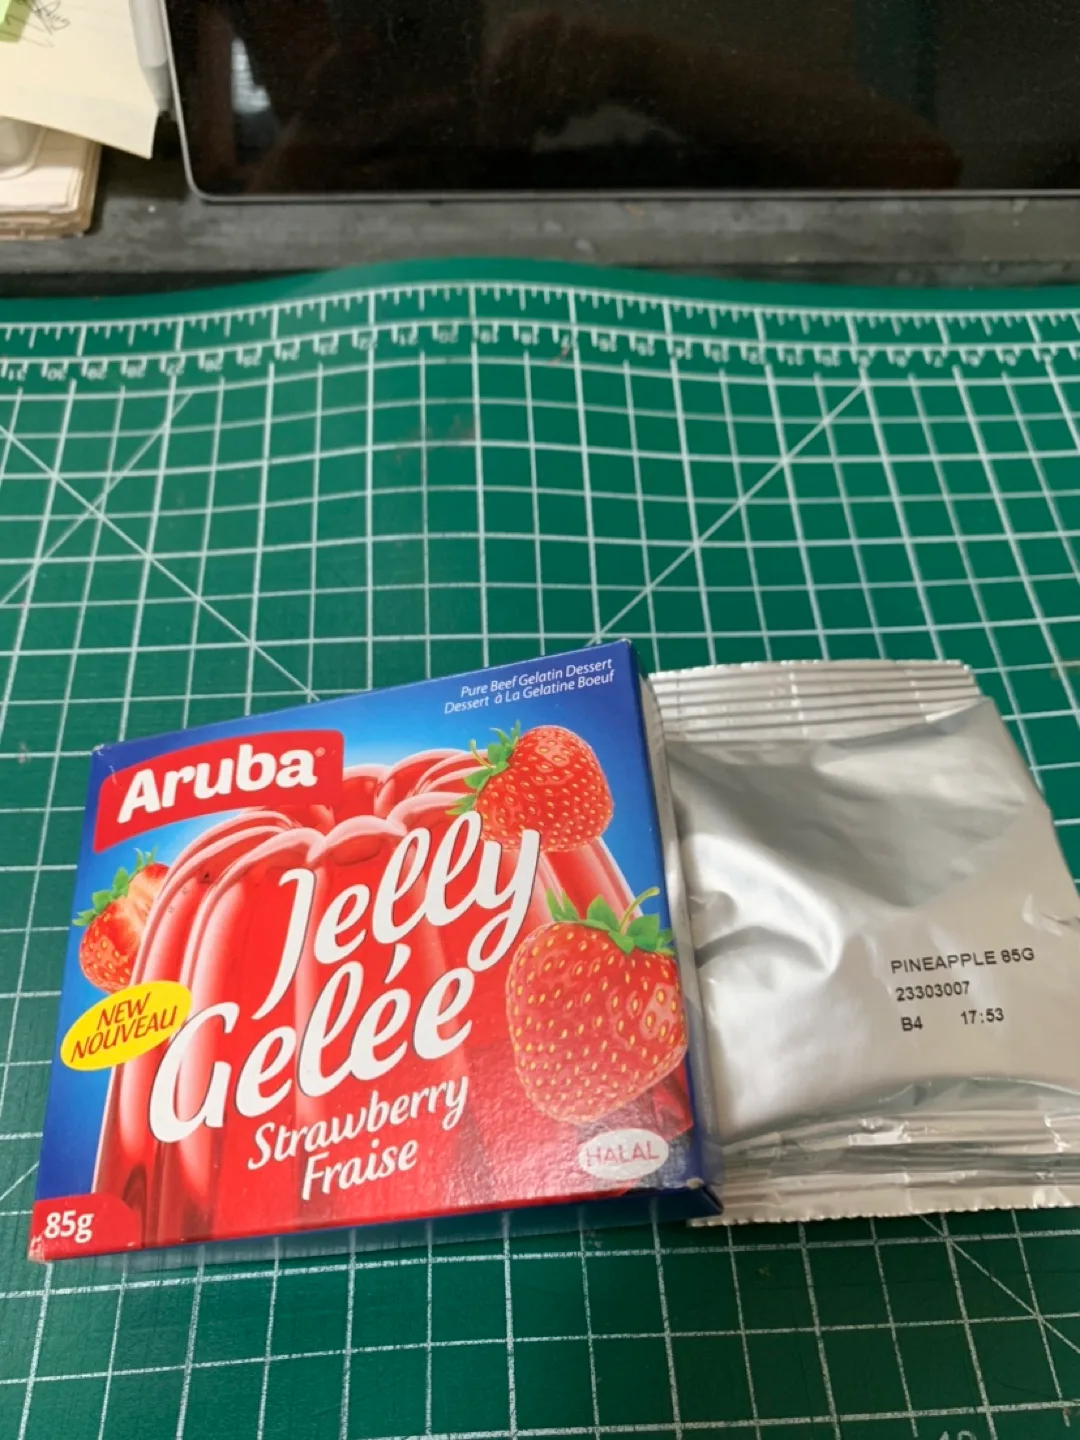 Pure Beef Gelatin Dessert
Dessert à La Gelatine Boeuf
Aruba®
Jelly
Gelée
NEW
NOUVEAU
Strawberry
Fraise
HALAL
85g
PINEAPPLE 85G
23303007
B4 17:53